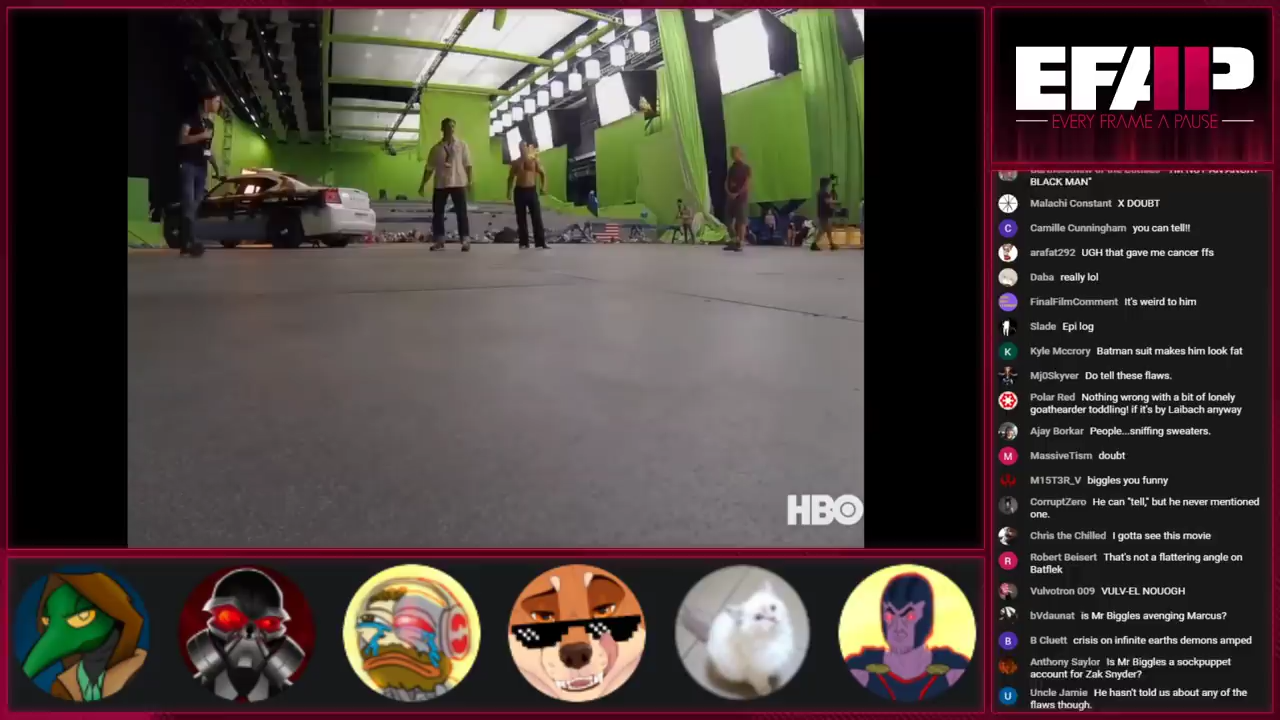 EFAP
EVERY FRAME A PAUSE
BLACK MAN"
Malachi Constant X DOUBT
Camille Cunningham you can tell!!
arafat292 UGH that gave me cancer ffs
Daba really lol
FinalFilmComment It's weird to him
Slade Epi log
Kyle Mccrory Batman suit makes him look fat
Mj0Skyver Do tell these flaws.
Polar Red Nothing wrong with a bit of lonely
goathearder toddling! if it's by Laibach anyway
Ajay Borkar People...sniffing sweaters.
MassiveTism doubt
M15T3R_V biggles you funny
CorruptZero He can "tell," but he never mentioned
one.
Chris the Chilled I gotta see this movie
Robert Beisert That's not a flattering angle on
Batflek
Vulvotron 009 VULV-EL NOUOGH
bVdaunat is Mr Biggles avenging Marcus?
B Cluett crisis on infinite earths demons amped
Anthony Saylor Is Mr Biggles a sockpuppet
account for Zak Snyder?
Uncle Jamie He hasn't told us about any of the
flaws though.
HBO